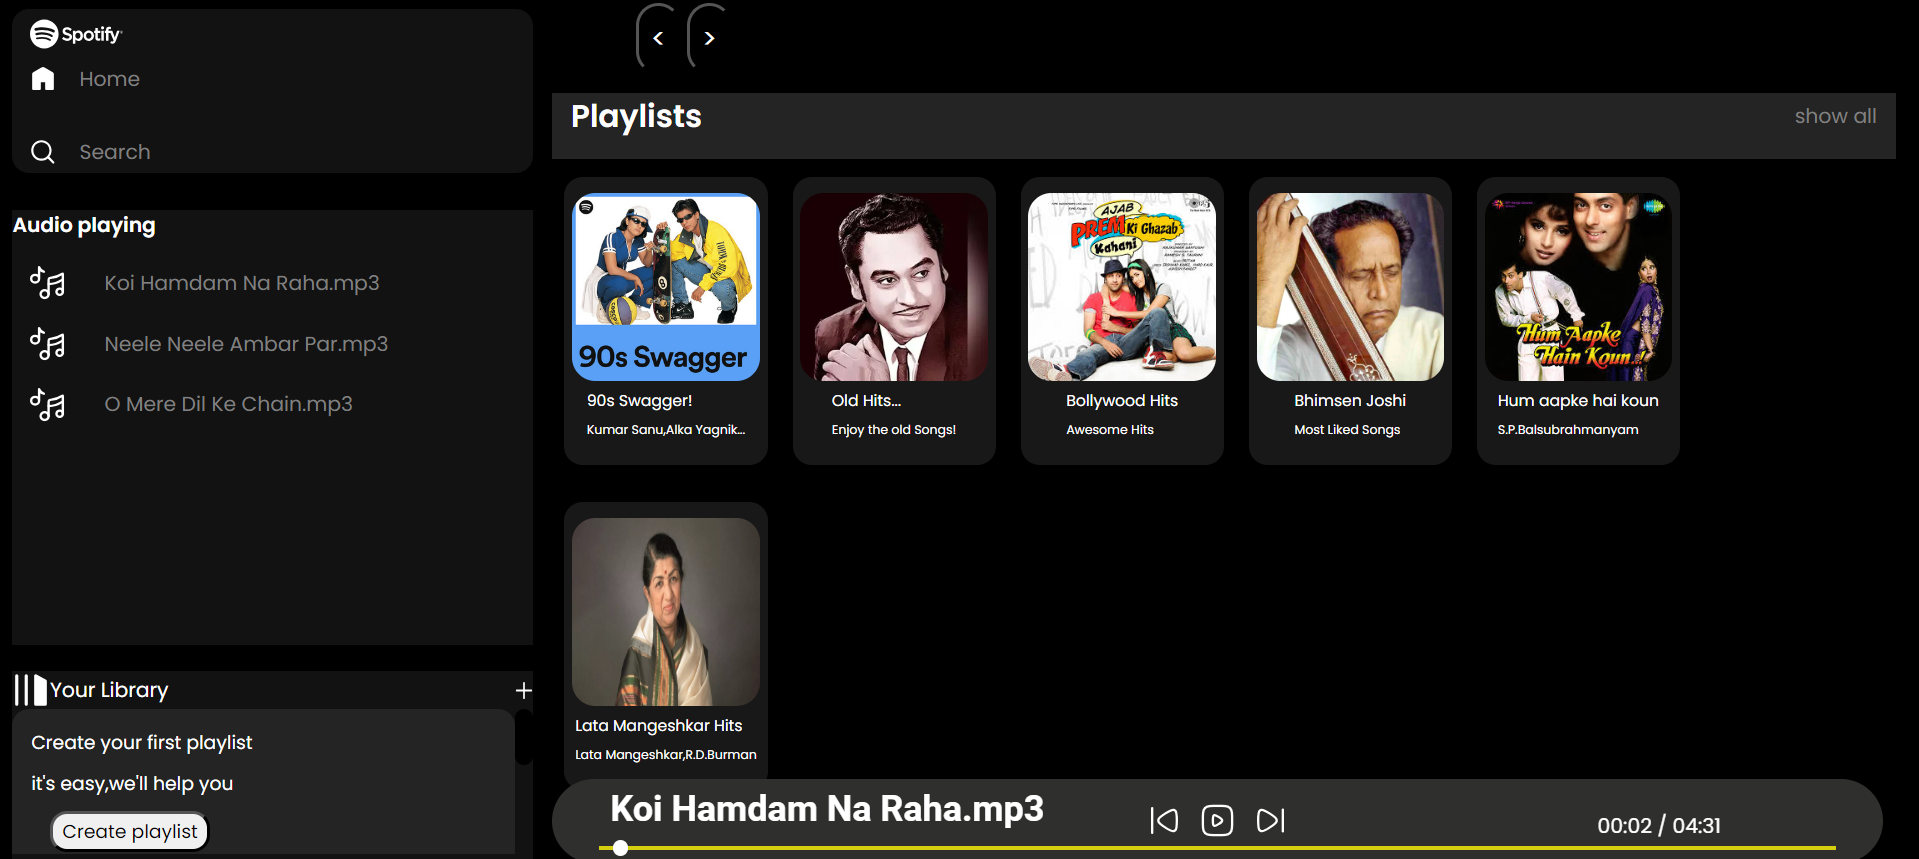 Spotify
Home
Search
Audio playing
Koi Hamdam Na Raha.mp3
Neele Neele Ambar Par.mp3
O Mere Dil Ke Chain.mp3
Your Library
+
Create your first playlist
it's easy,we'll help you
Create playlist
< >
Playlists
show all
90s Swagger
90s Swagger!
Kumar Sanu,Alka Yagnik...
Old Hits...
Enjoy the old Songs!
AJAB
PREM Ki Ghazab
Kahani
Bollywood Hits
Awesome Hits
Bhimsen Joshi
Most Liked Songs
Hum Aapke
Hain Koun..!
Hum aapke hai koun
S.P.Balsubrahmanyam
Lata Mangeshkar Hits
Lata Mangeshkar,R.D.Burman
Koi Hamdam Na Raha.mp3
00:02 / 04:31